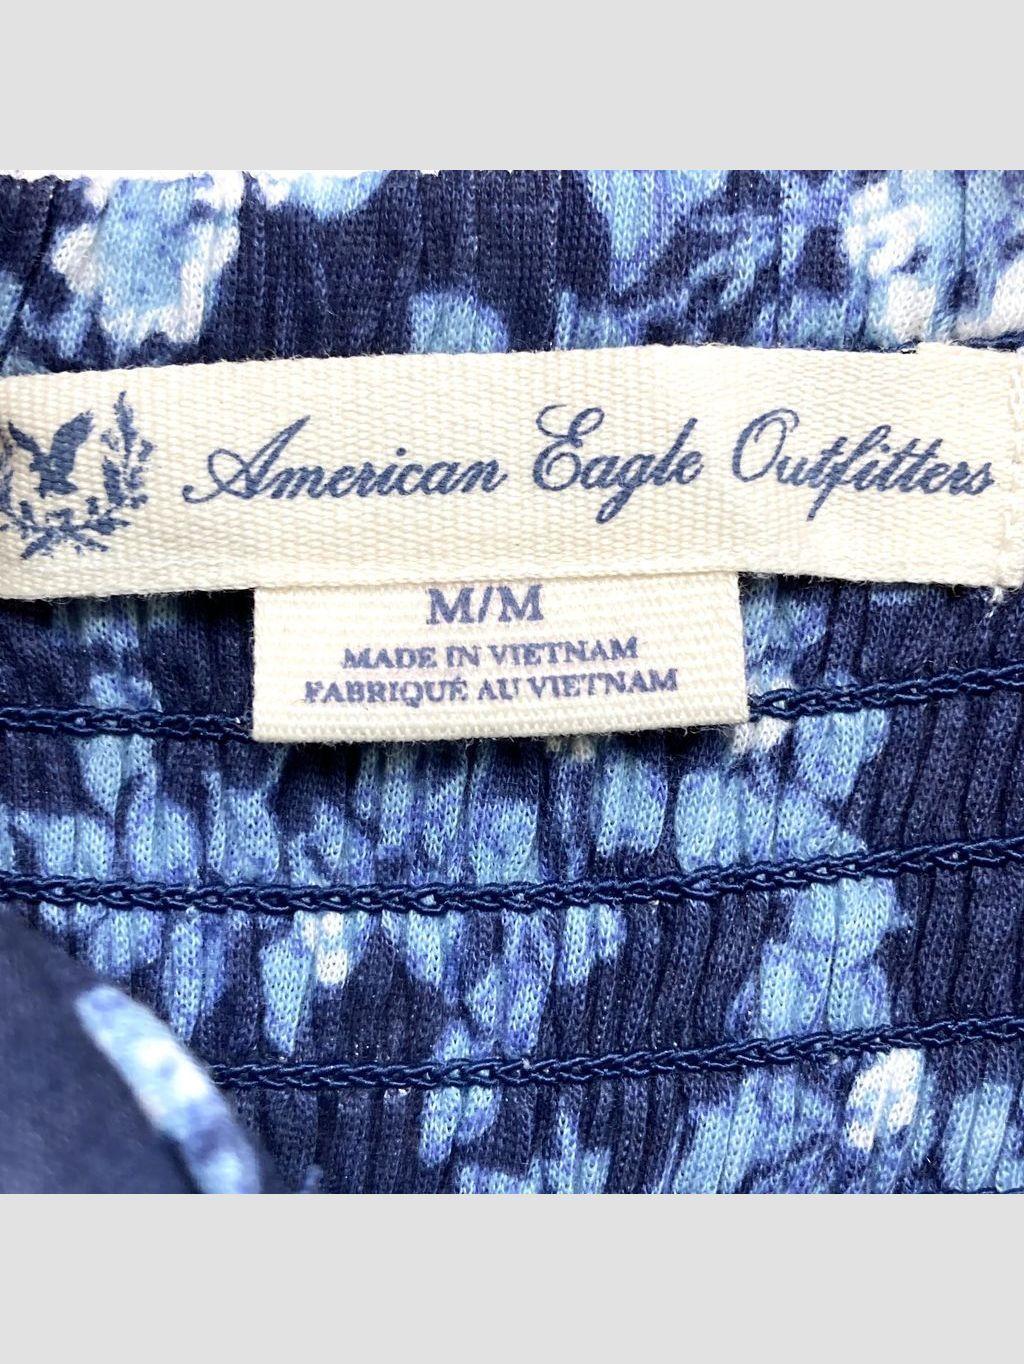 American Eagle Outfitters
M/M
MADE IN VIETNAM
FABRIQUÉ AU VIETNAM